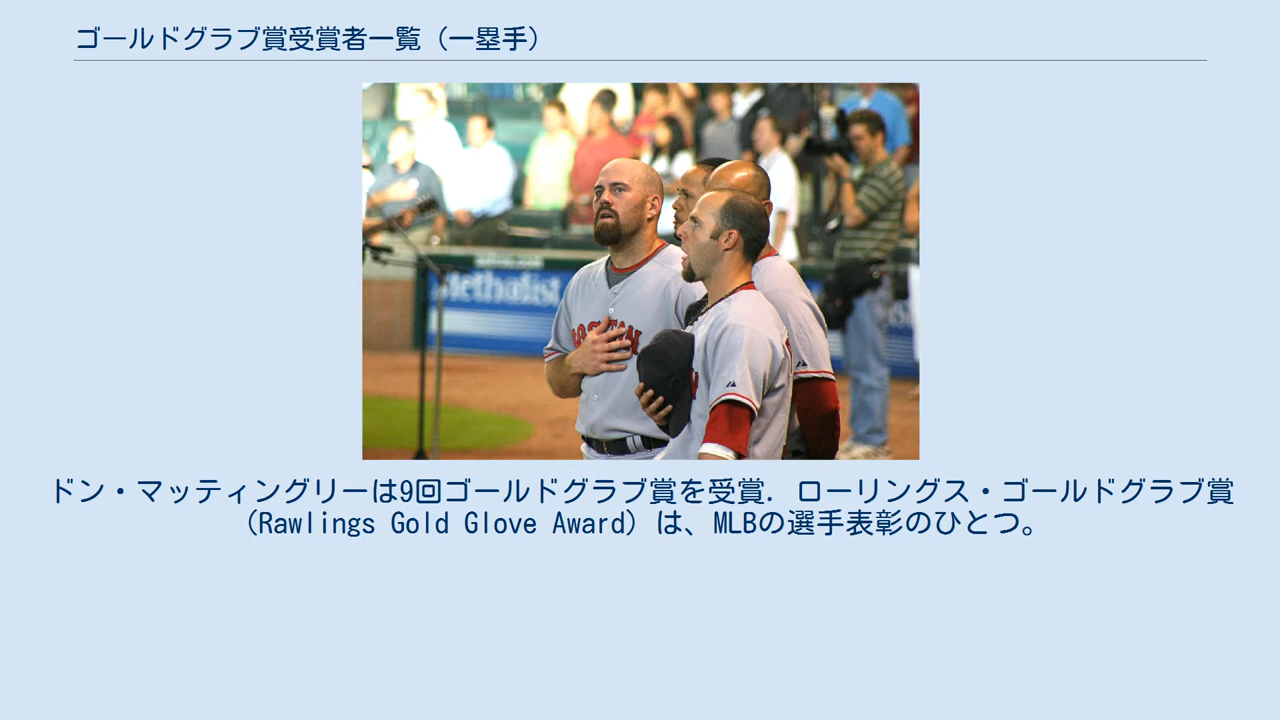 ゴールドグラブ賞受賞者一覧（一塁手）
Methodist
BOSTON
ドン・マッティングリーは9回ゴールドグラブ賞を受賞. ローリングス・ゴールドグラブ賞
（Rawlings Gold Glove Award）は、MLBの選手表彰のひとつ。